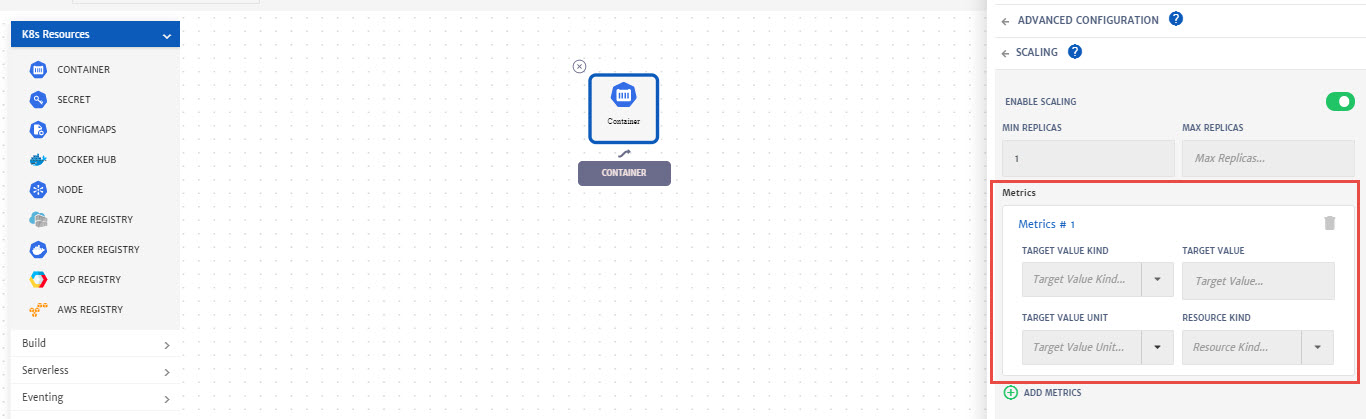 K8s Resources
CONTAINER
SECRET
CONFIGMAPS
DOCKER HUB
NODE
AZURE REGISTRY
DOCKER REGISTRY
GCP REGISTRY
AWS REGISTRY
Build
Serverless
Eventing
Container
CONTAINER
ADVANCED CONFIGURATION ?
SCALING ?
ENABLE SCALING
MIN REPLICAS MAX REPLICAS
1 Max Replicas...
Metrics
Metrics # 1
TARGET VALUE KIND TARGET VALUE
Target Value Kind... Target Value...
TARGET VALUE UNIT RESOURCE KIND
Target Value Unit... Resource Kind...
ADD METRICS